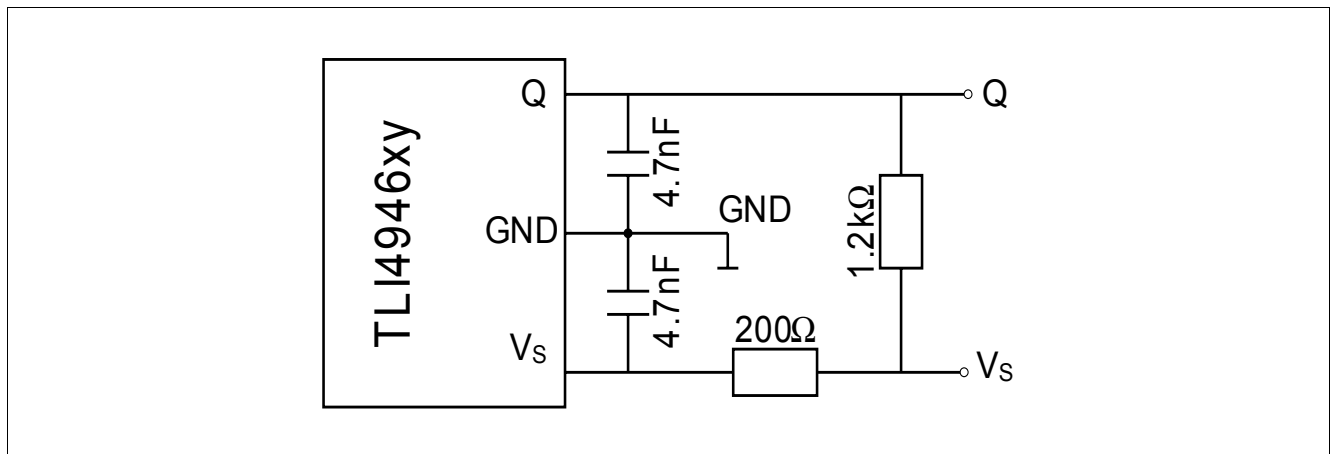 TLI4946xy
Q
GND
VS
4.7nF
4.7nF
GND
200Ω
1.2kΩ
Q
VS